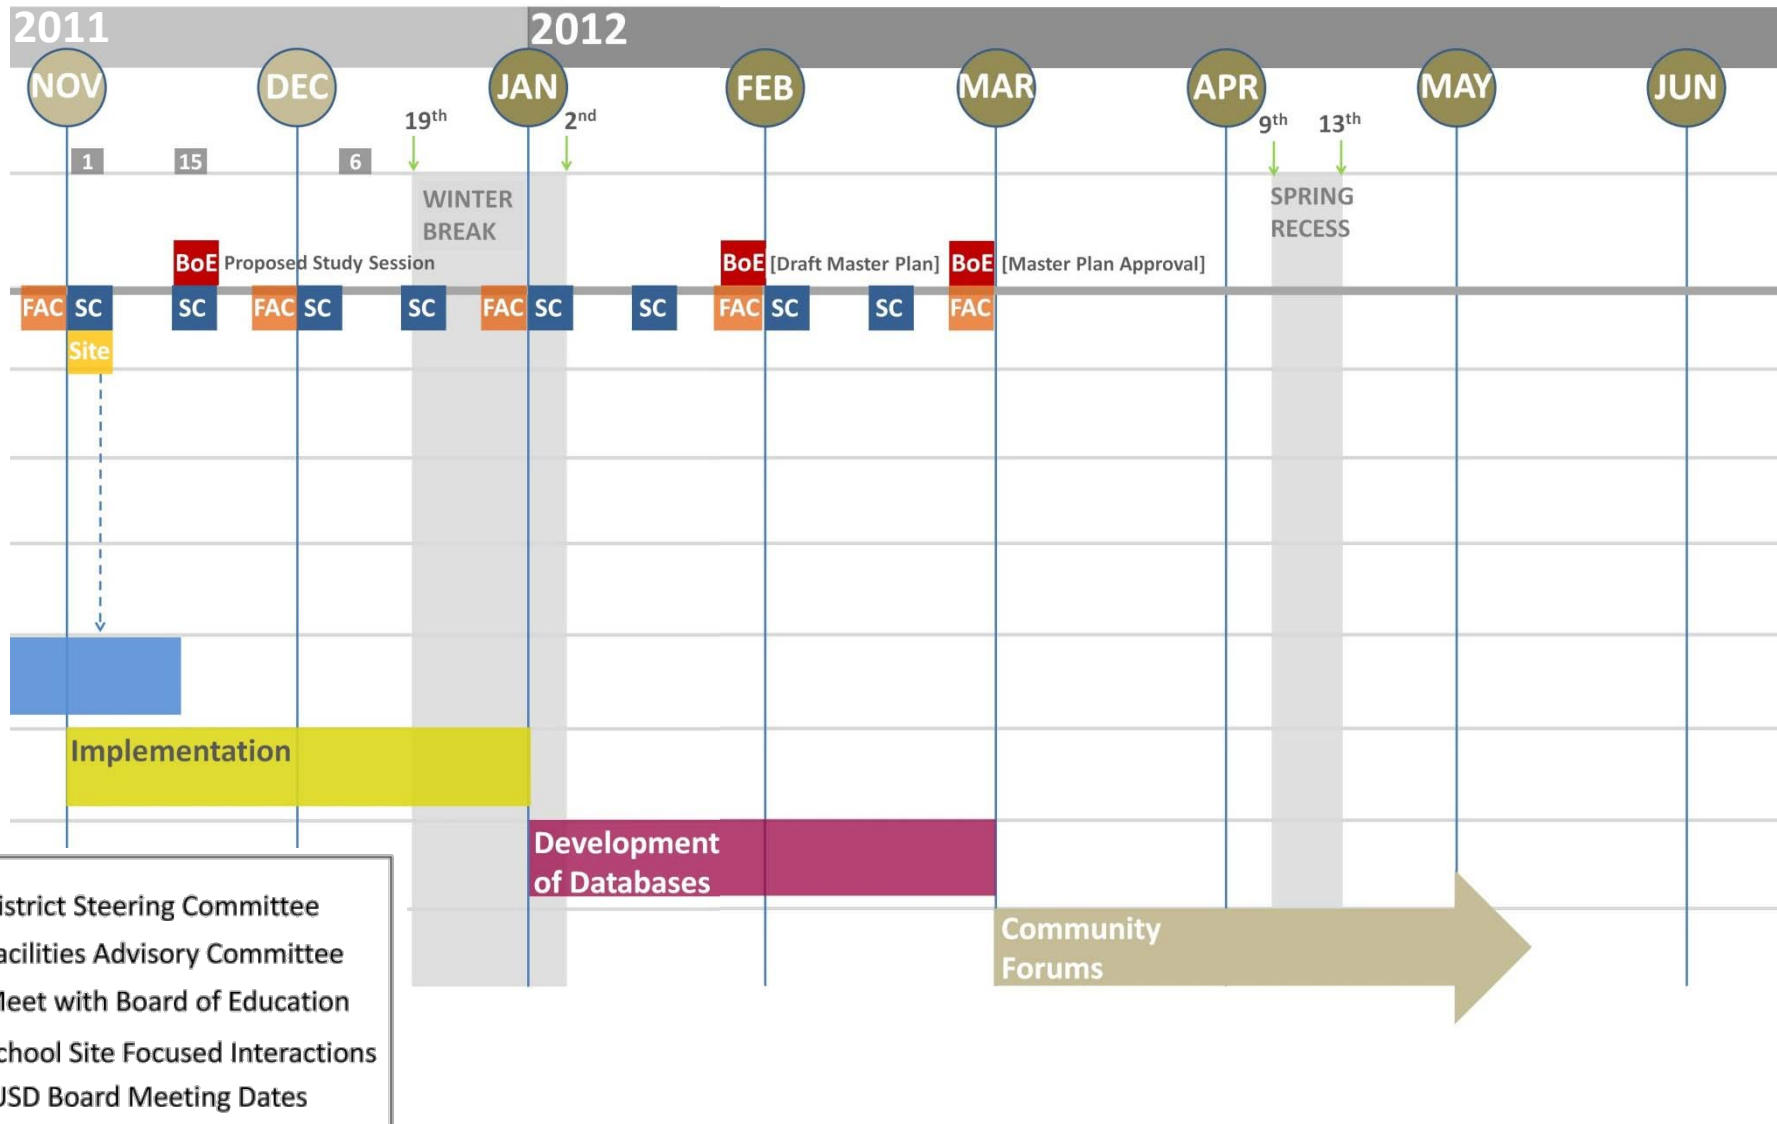 2011 2012
NOV DEC JAN FEB MAR APR MAY JUN
19th 2nd 9th 13th
1 15 6
WINTER
BREAK
SPRING
RECESS
BoE Proposed Study Session BoE [Draft Master Plan] BoE [Master Plan Approval]
FAC SC SC FAC SC SC FAC SC SC FAC SC SC FAC
Site
Implementation
Development
of Databases
Community
Forums
istrict Steering Committee
acilities Advisory Committee
Meet with Board of Education
chool Site Focused Interactions
USD Board Meeting Dates